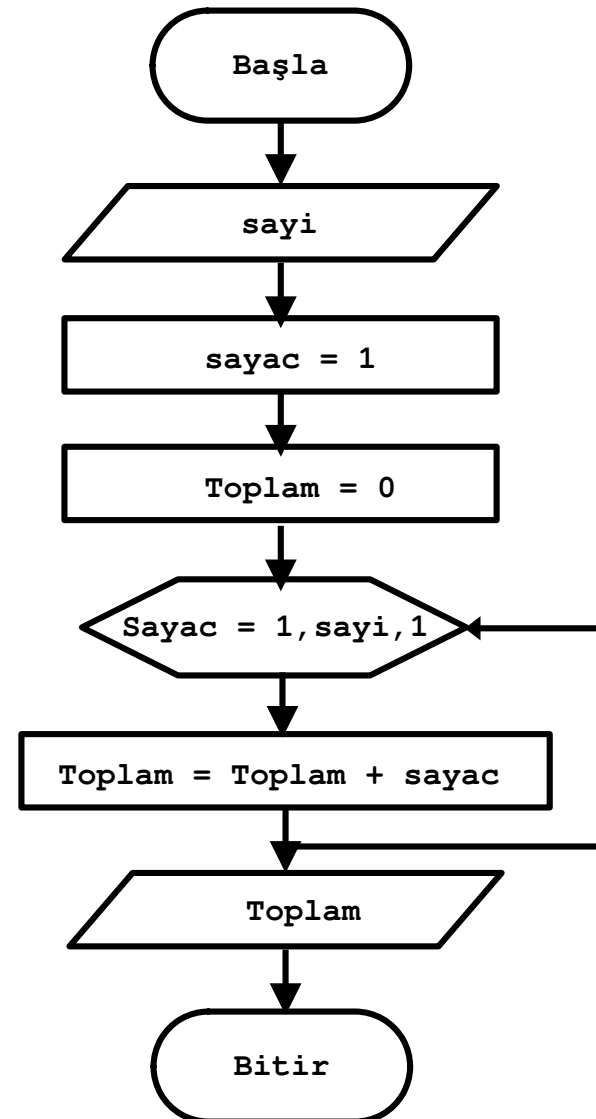 Başla
sayi
sayac = 1
Toplam = 0
Sayac = 1,sayi,1
Toplam = Toplam + sayac
Toplam
Bitir